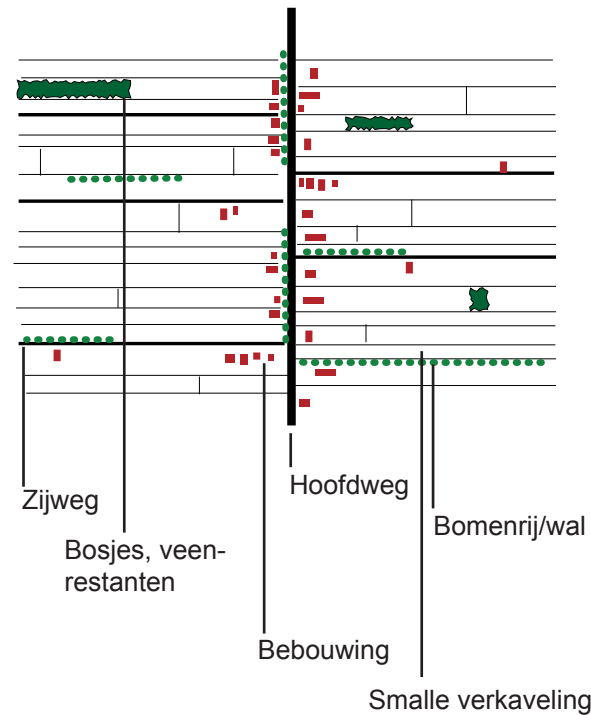 Zijweg
Hoofdweg
Bomenrij/wal
Bosjes, veen-
restanten
Bebouwing
Smalle verkaveling